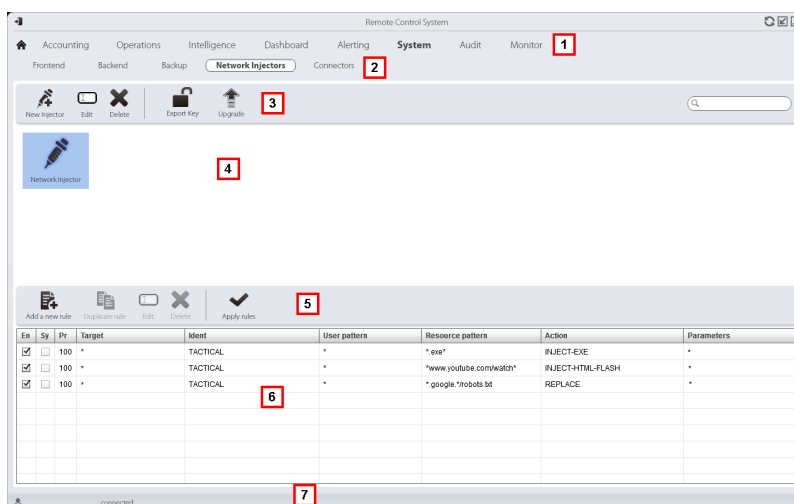 Remote Control System
Accounting Operations Intelligence Dashboard Alerting System Audit Monitor 1
Frontend Backend Backup Network Injectors Connectors 2
New Injector Edit Delete Export Key Upgrade 3
4
Network Injector
5
Add a new rule Duplicate rule Edit Delete Apply rules
En Sy Pr Target Ident User pattern Resource pattern Action Parameters
100 * TACTICAL * *.exe* INJECT-EXE *
100 * TACTICAL * *www.youtube.com/watch* INJECT-HTML-FLASH *
100 * TACTICAL * *.google.*/robots.txt REPLACE *
6
7
connected